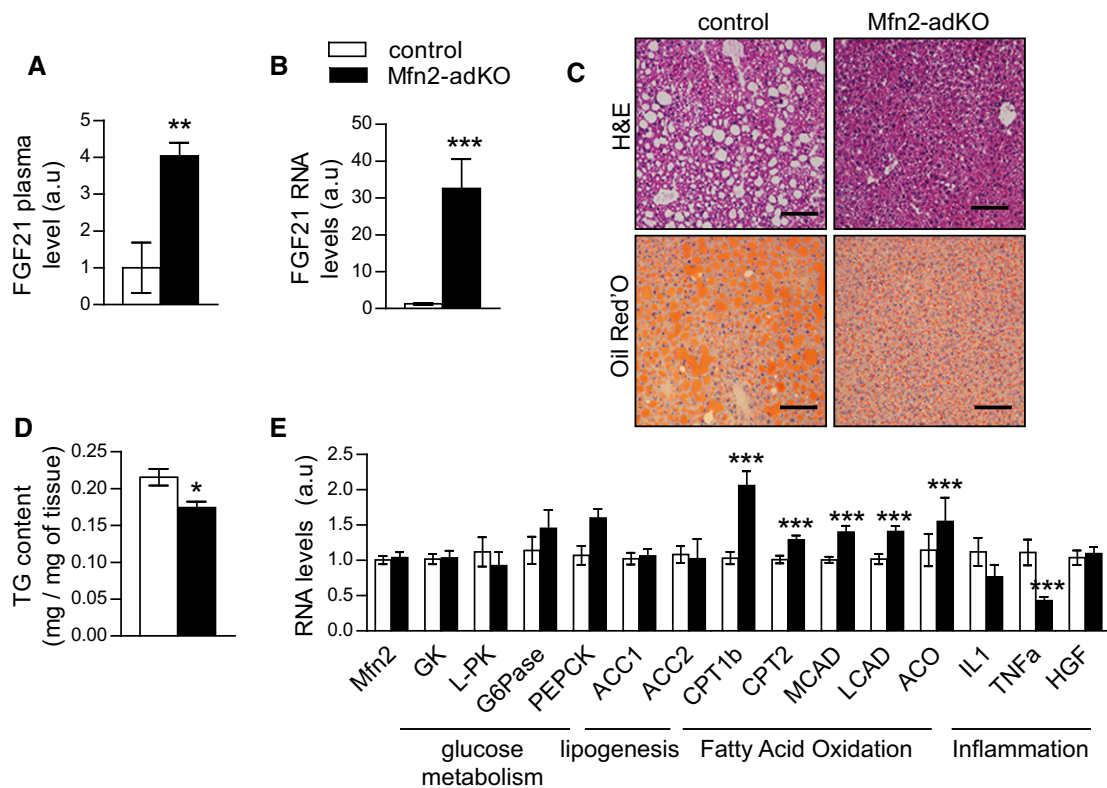 control
Mfn2-adKO
A
FGF21 plasma
level (a.u)
5
4
3
2
1
0
**
B
FGF21 RNA
levels (a.u)
50
40
30
20
10
0
***
C
control
Mfn2-adKO
H&E
Oil Red'O
D
TG content
(mg / mg of tissue)
0.25
0.20
0.15
0.10
0.05
0.00
*
E
RNA levels (a.u)
2.5
2.0
1.5
1.0
0.5
0.0
***
***
***
***
***
***
Mfn2
GK
L-PK
G6Pase
PEPCK
ACC1
ACC2
CPT1b
CPT2
MCAD
LCAD
ACO
IL1
TNFa
HGF
glucose
metabolism
lipogenesis
Fatty Acid Oxidation
Inflammation